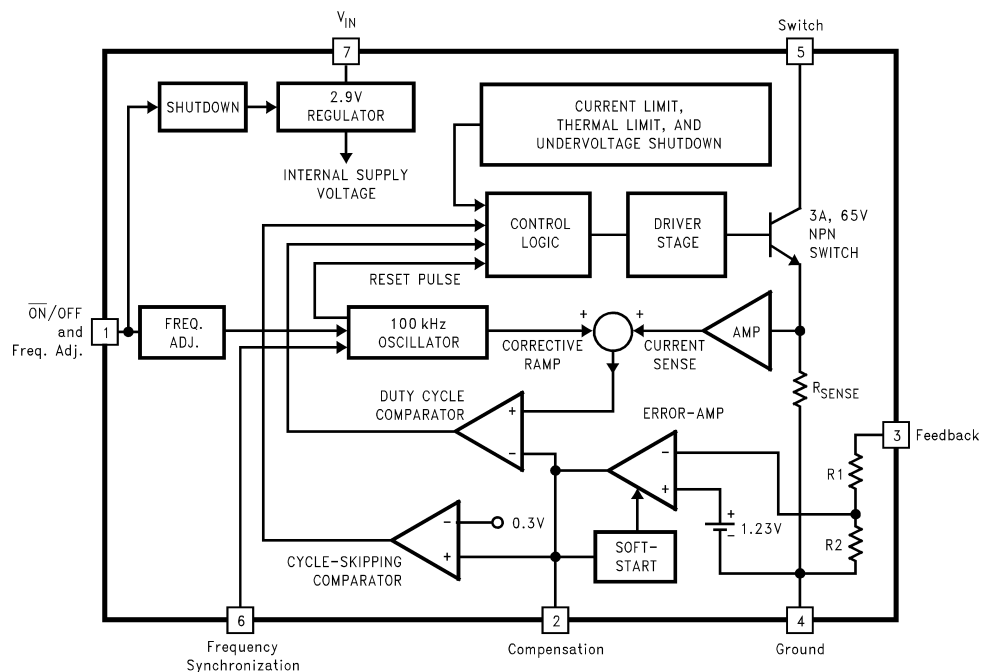 V_IN
Switch
7
5
SHUTDOWN
2.9V
REGULATOR
CURRENT LIMIT,
THERMAL LIMIT, AND
UNDERVOLTAGE SHUTDOWN
INTERNAL SUPPLY
VOLTAGE
CONTROL
LOGIC
DRIVER
STAGE
3A, 65V
NPN
SWITCH
RESET PULSE
O̅N̅/OFF
and
Freq. Adj.
1
FREQ.
ADJ.
100 kHz
OSCILLATOR
+
+
CORRECTIVE
RAMP
CURRENT
SENSE
AMP
R_SENSE
DUTY CYCLE
COMPARATOR
+
-
ERROR-AMP
-
+
3
Feedback
R1
+
-
1.23V
R2
-
+
0.3V
CYCLE-SKIPPING
COMPARATOR
SOFT-
START
6
2
4
Frequency
Synchronization
Compensation
Ground